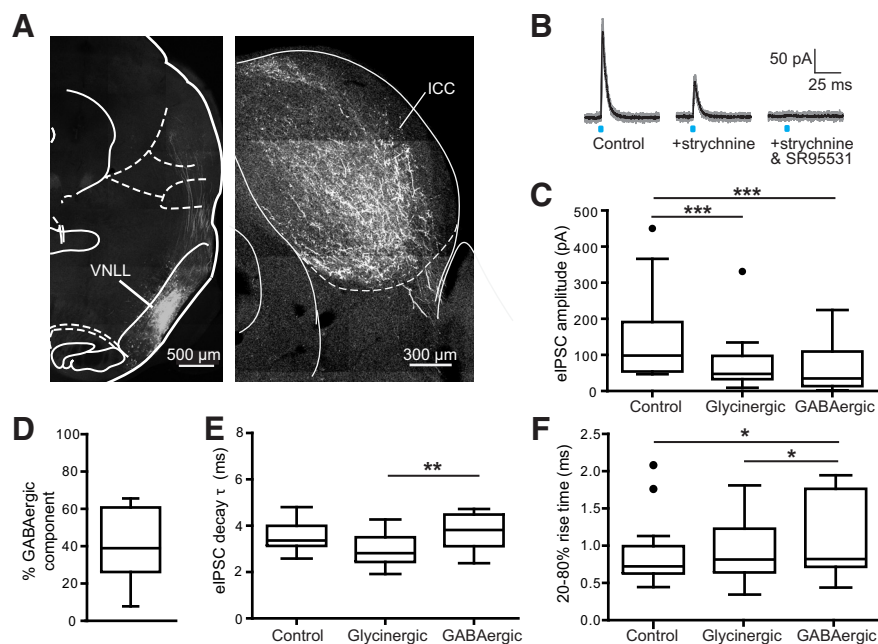 A
VNLL
500 µm
ICC
300 µm
B
50 pA
25 ms
Control
+strychnine
+strychnine
& SR95531
C
***
***
eIPSC amplitude (pA)
500
400
300
200
100
0
Control
Glycinergic
GABAergic
D
% GABAergic
component
100
80
60
40
20
0
E
eIPSC decay τ (ms)
8
6
4
2
0
**
Control
Glycinergic
GABAergic
F
20-80% rise time (ms)
2.5
2.0
1.5
1.0
0.5
0.0
*
*
Control
Glycinergic
GABAergic